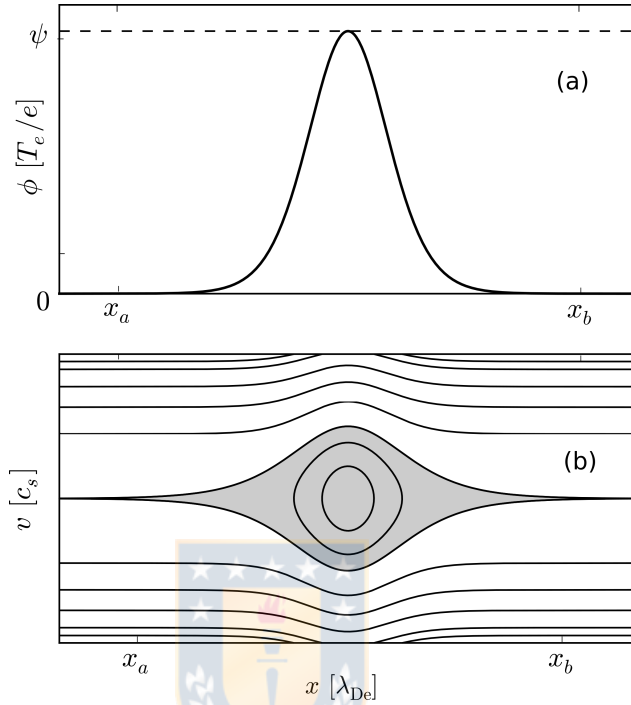 ψ
(a)
ϕ [T_e/e]
0
x_a
x_b
(b)
v [c_s]
x_a
x_b
x [λ_De]